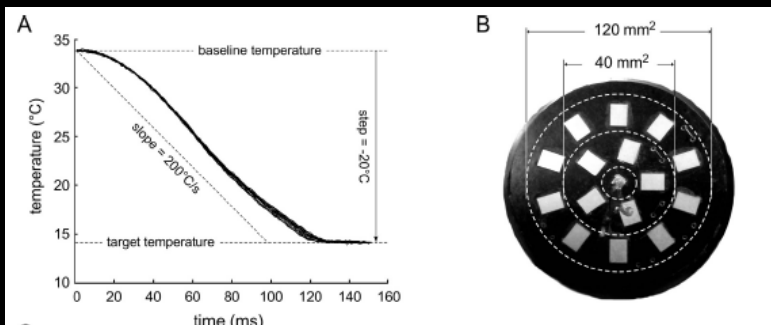 A
35
30
25
20
15
10
temperature (°C)
baseline temperature
slope = 200°C/s
step = -20°C
target temperature
0 20 40 60 80 100 120 140 160
time (ms)
B
120 mm²
40 mm²